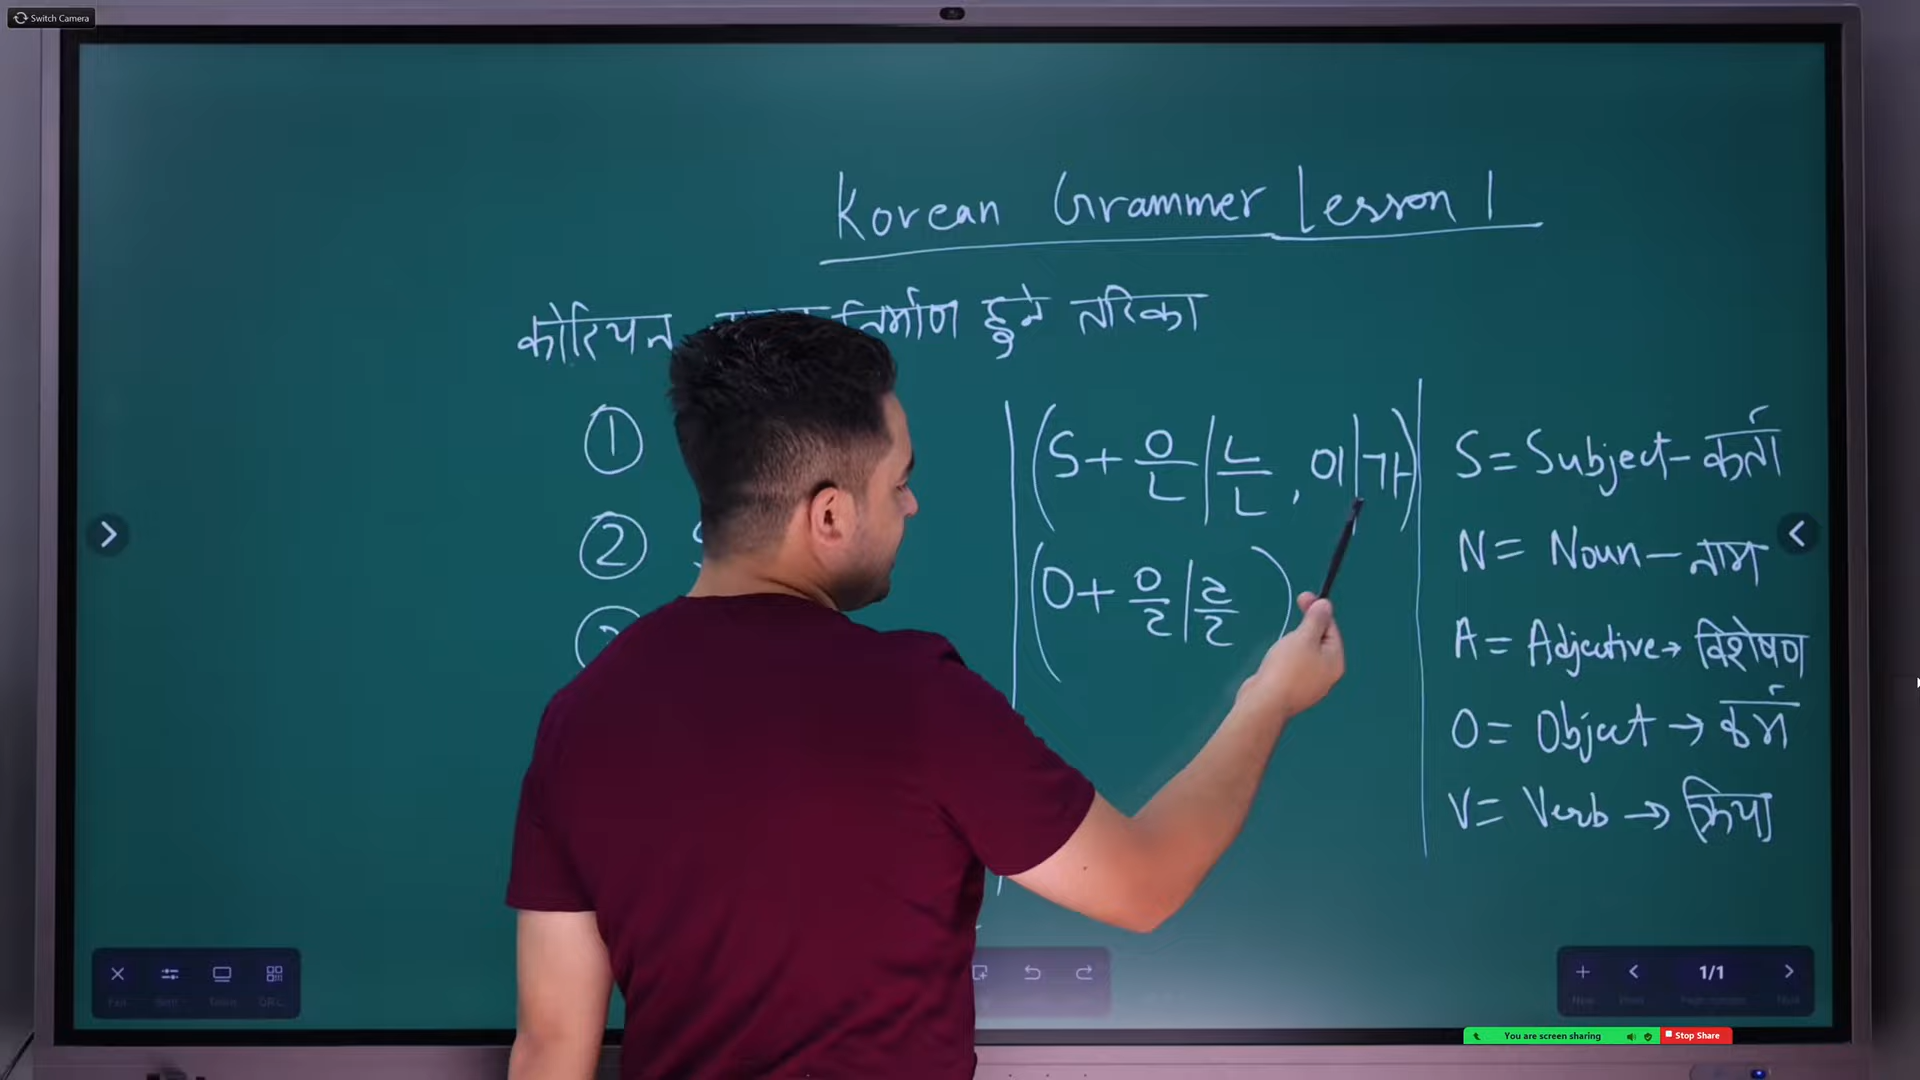 Switch Camera
Korean Grammer Lesson 1
कोरियन निर्माण हुने तरिका
①
(S+은|는, 이|가)
S = Subject - कर्ता
②
(O+을|를)
N = Noun - नाम
A = Adjective → विशेषण
O = Object → कर्म
V = Verb → क्रिया
1/1
You are screen sharing
Stop Share